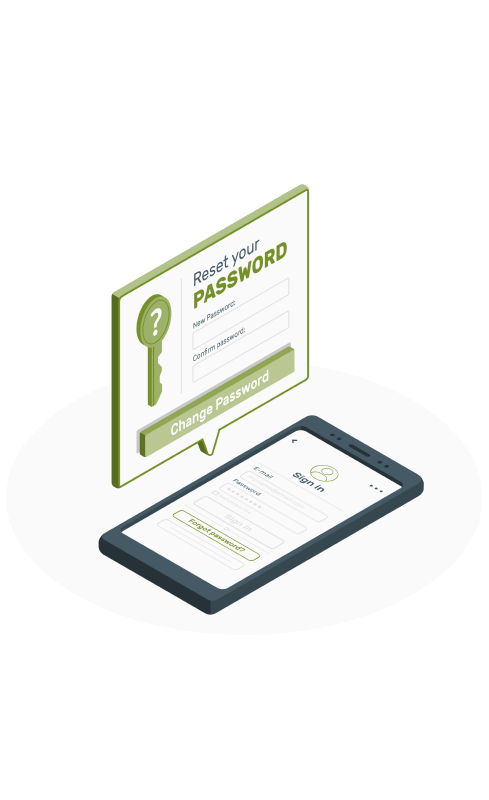 ?
Reset your
PASSWORD
New Password:
Confirm password:
Change Password
Sign in
E-mail
Password
********
Sign in
Forgot password?